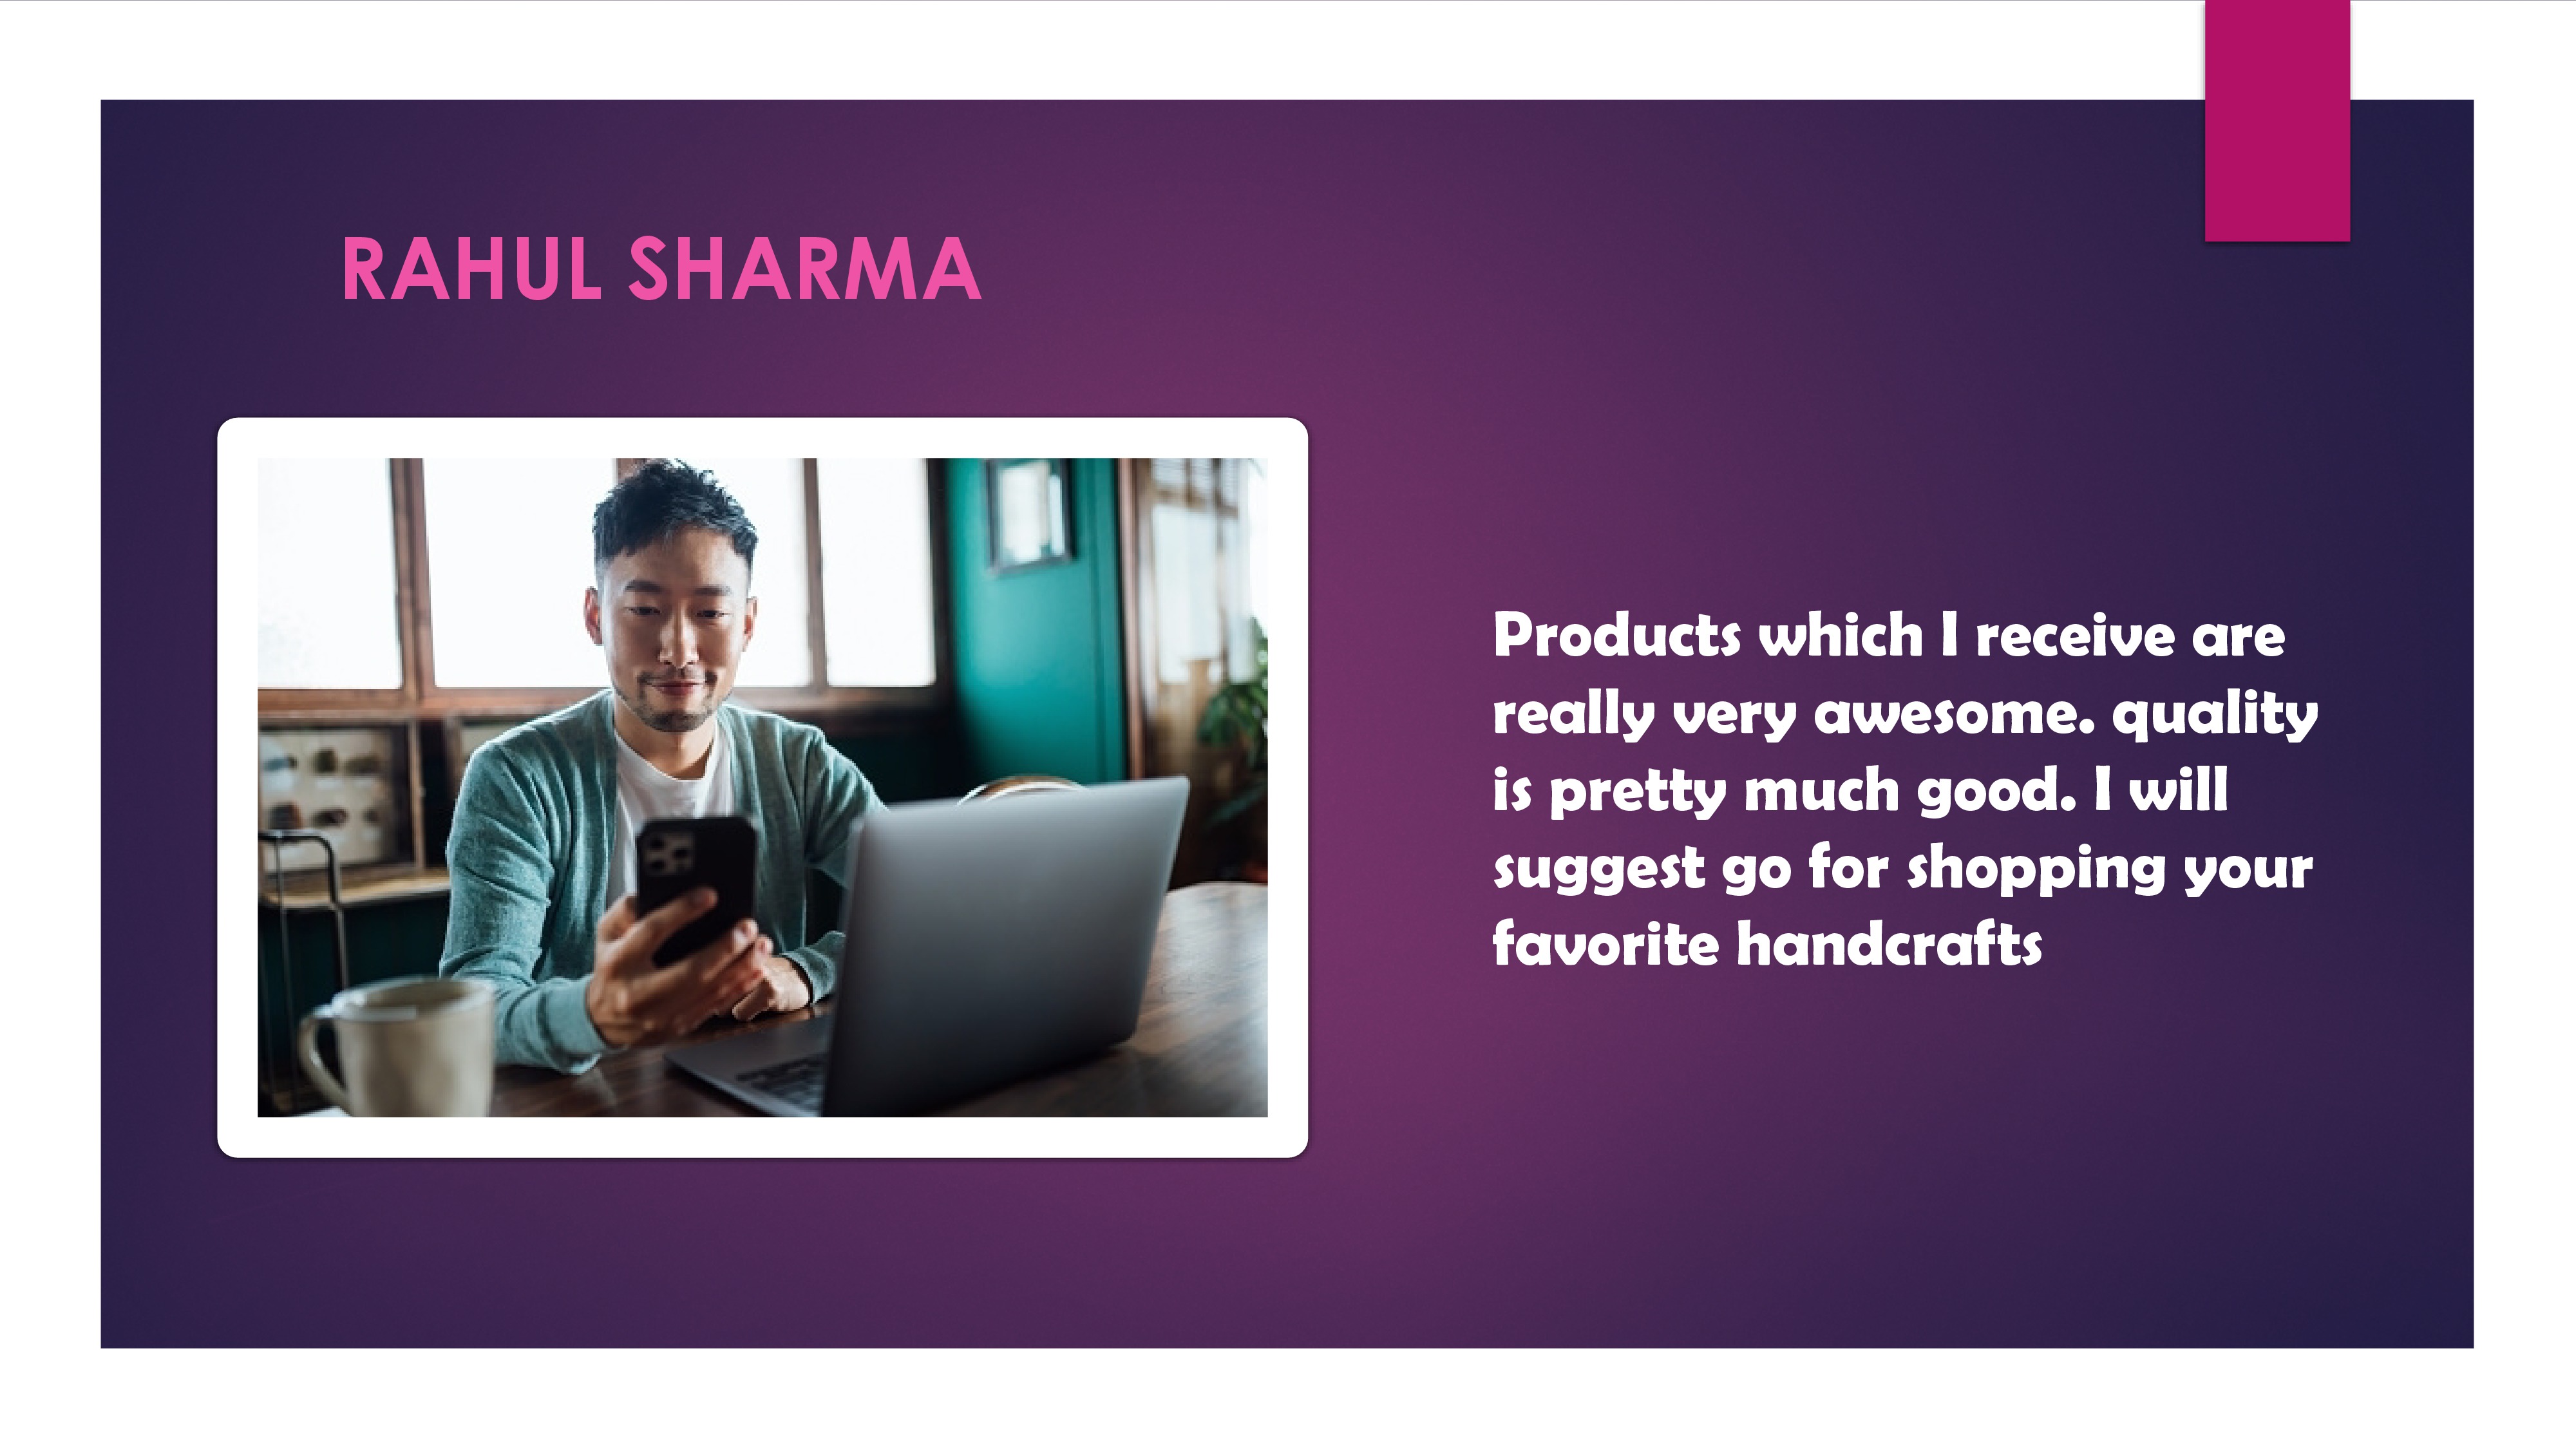 RAHUL SHARMA
Products which I receive are
really very awesome. quality
is pretty much good. I will
suggest go for shopping your
favorite handcrafts